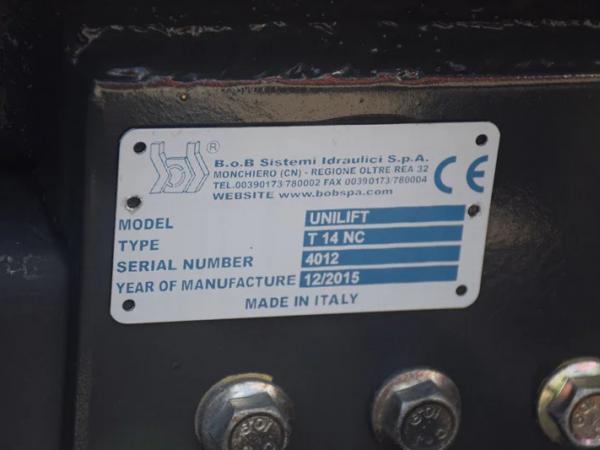 ®
B.o.B Sistemi Idraulici S.p.A.
MONCHIERO (CN) - REGIONE OLTRE REA 32
TEL.00390173/780002 FAX 00390173/780004
WEBSITE www.bobspa.com
CE
MODEL UNILIFT
TYPE T 14 NC
SERIAL NUMBER 4012
YEAR OF MANUFACTURE 12/2015
MADE IN ITALY